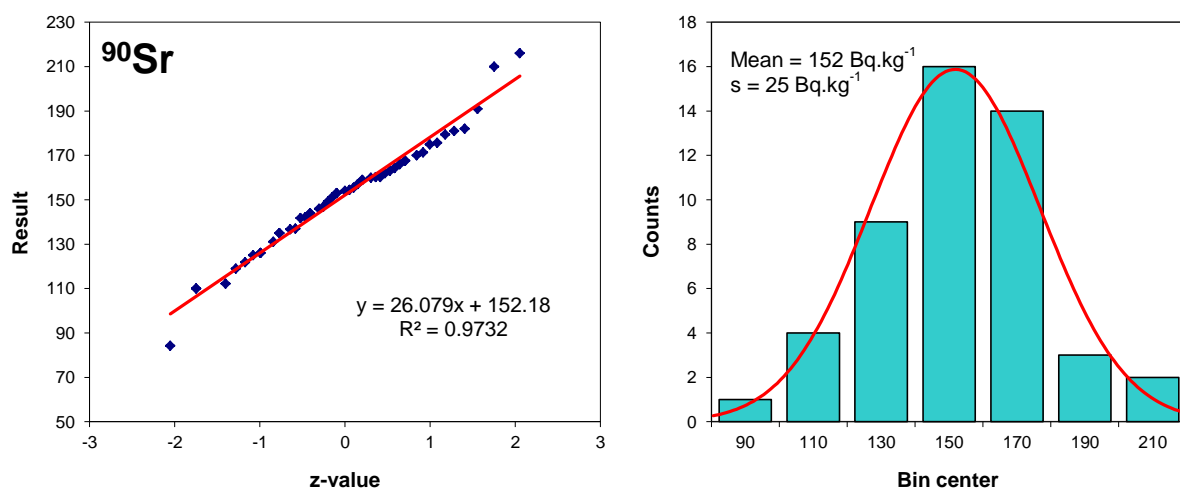 ⁹⁰Sr
230
210
190
170
150
130
110
90
70
50
Result
-3 -2 -1 0 1 2 3
z-value
y = 26.079x + 152.18
R² = 0.9732
Mean = 152 Bq.kg⁻¹
s = 25 Bq.kg⁻¹
18
16
14
12
10
8
6
4
2
0
Counts
90 110 130 150 170 190 210
Bin center